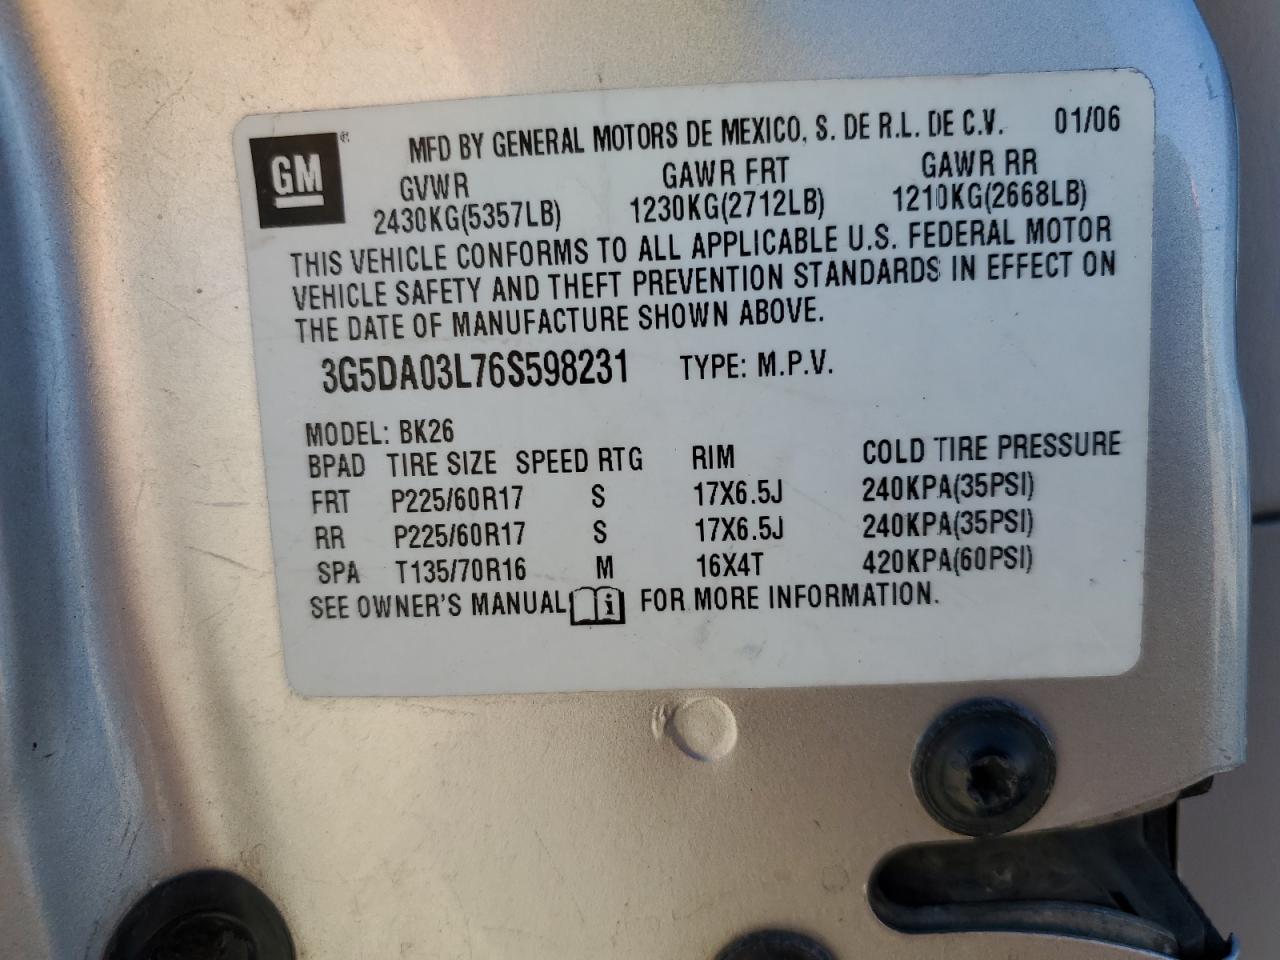 GM ® MFD BY GENERAL MOTORS DE MEXICO, S. DE R.L. DE C.V. 01/06
GVWR GAWR FRT GAWR RR
2430KG(5357LB) 1230KG(2712LB) 1210KG(2668LB)
THIS VEHICLE CONFORMS TO ALL APPLICABLE U.S. FEDERAL MOTOR
VEHICLE SAFETY AND THEFT PREVENTION STANDARDS IN EFFECT ON
THE DATE OF MANUFACTURE SHOWN ABOVE.
3G5DA03L76S598231 TYPE: M.P.V.
MODEL: BK26
BPAD TIRE SIZE SPEED RTG RIM COLD TIRE PRESSURE
FRT P225/60R17 S 17X6.5J 240KPA(35PSI)
RR P225/60R17 S 17X6.5J 240KPA(35PSI)
SPA T135/70R16 M 16X4T 420KPA(60PSI)
SEE OWNER'S MANUAL i FOR MORE INFORMATION.